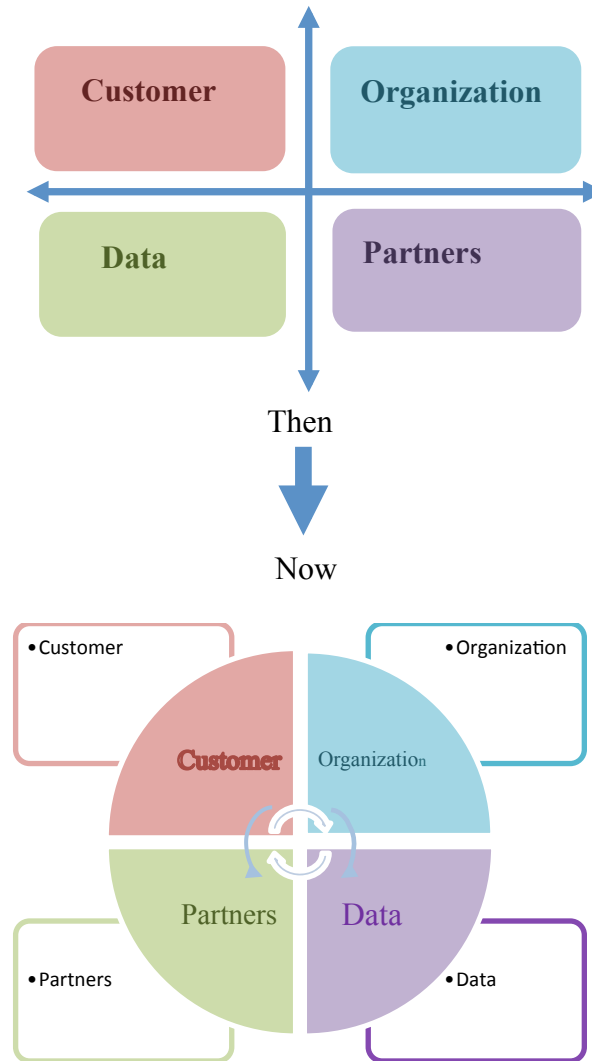 Customer
Organization
Data
Partners
Then
Now
•Customer
•Organization
Customer
Organization
Partners
Data
•Partners
•Data